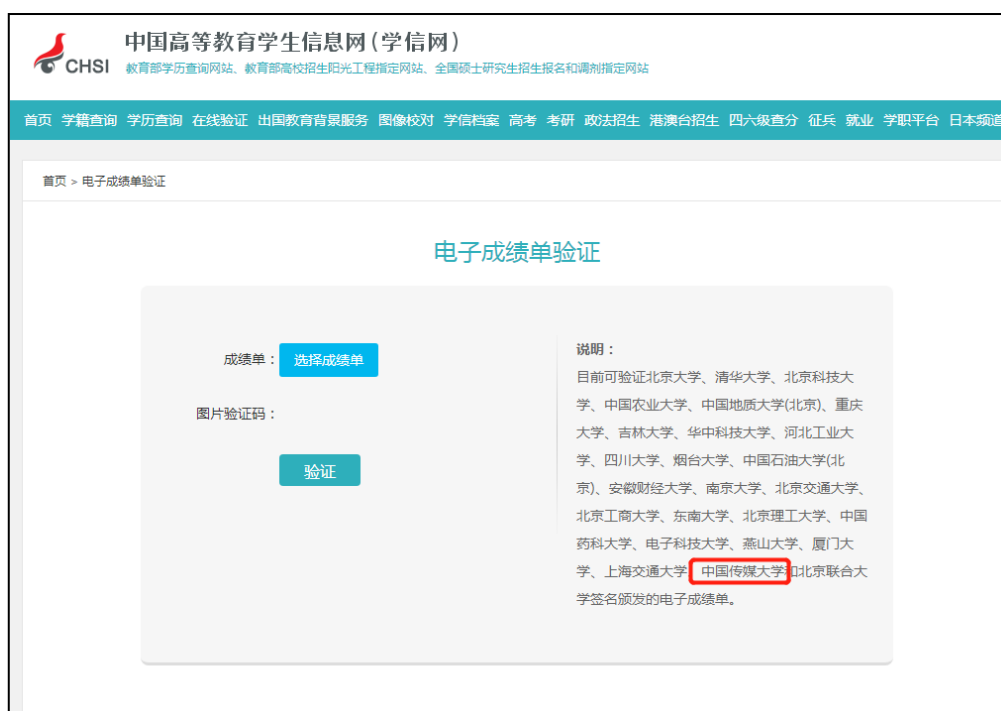 中国高等教育学生信息网(学信网)
CHSI
教育部学历查询网站、教育部高校招生阳光工程指定网站、全国硕士研究生招生报名和调剂指定网站
首页 学籍查询 学历查询 在线验证 出国教育背景服务 图像校对 学信档案 高考 考研 政法招生 港澳台招生 四六级查分 征兵 就业 学职平台 日本频道
首页 > 电子成绩单验证
电子成绩单验证
成绩单：
选择成绩单
图片验证码：
验证
说明：
目前可验证北京大学、清华大学、北京科技大
学、中国农业大学、中国地质大学(北京)、重庆
大学、吉林大学、华中科技大学、河北工业大
学、四川大学、烟台大学、中国石油大学(北
京)、安徽财经大学、南京大学、北京交通大学、
北京工商大学、东南大学、北京理工大学、中国
药科大学、电子科技大学、燕山大学、厦门大
学、上海交通大学、中国传媒大学和北京联合大
学签名颁发的电子成绩单。